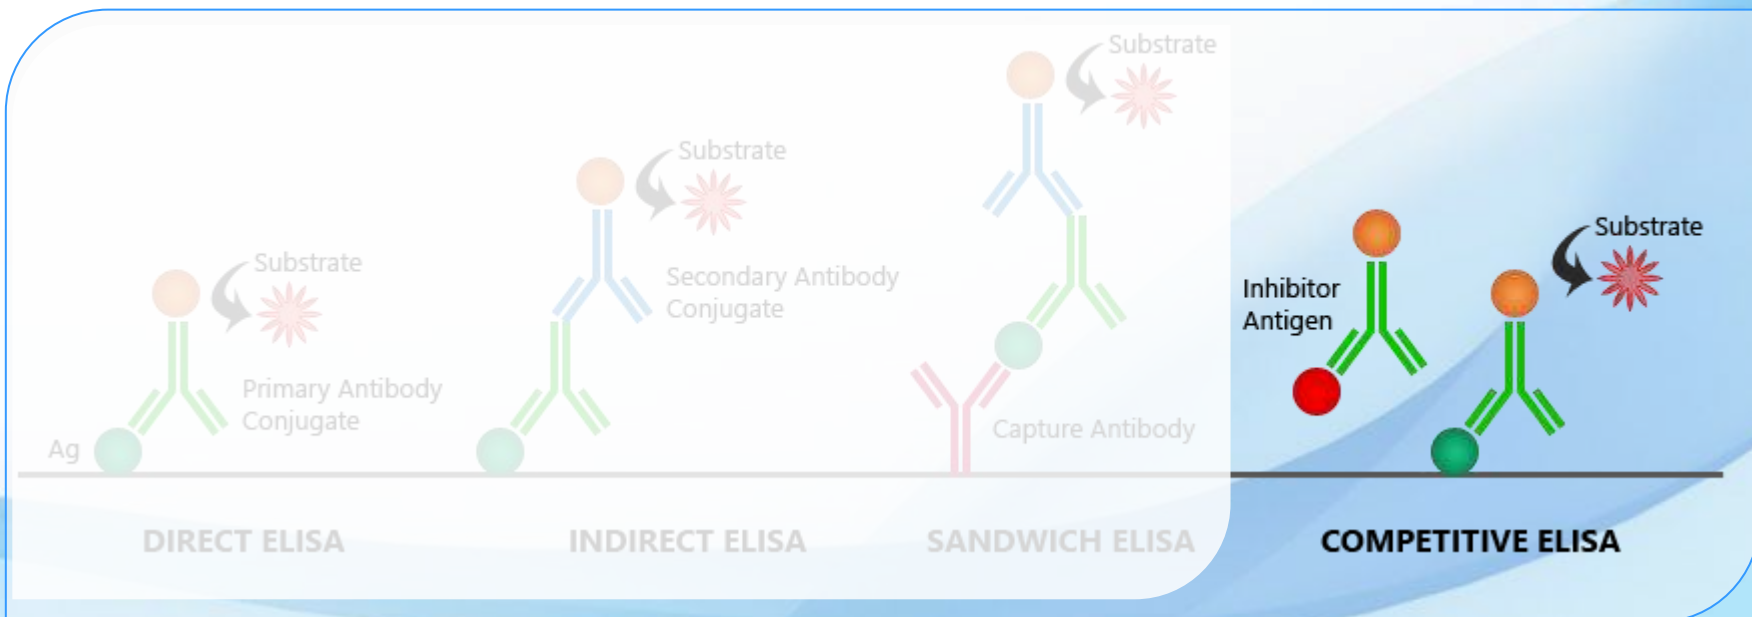 Substrate
Primary Antibody
Conjugate
Ag
DIRECT ELISA
Substrate
Secondary Antibody
Conjugate
INDIRECT ELISA
Substrate
Capture Antibody
SANDWICH ELISA
Inhibitor
Antigen
Substrate
COMPETITIVE ELISA